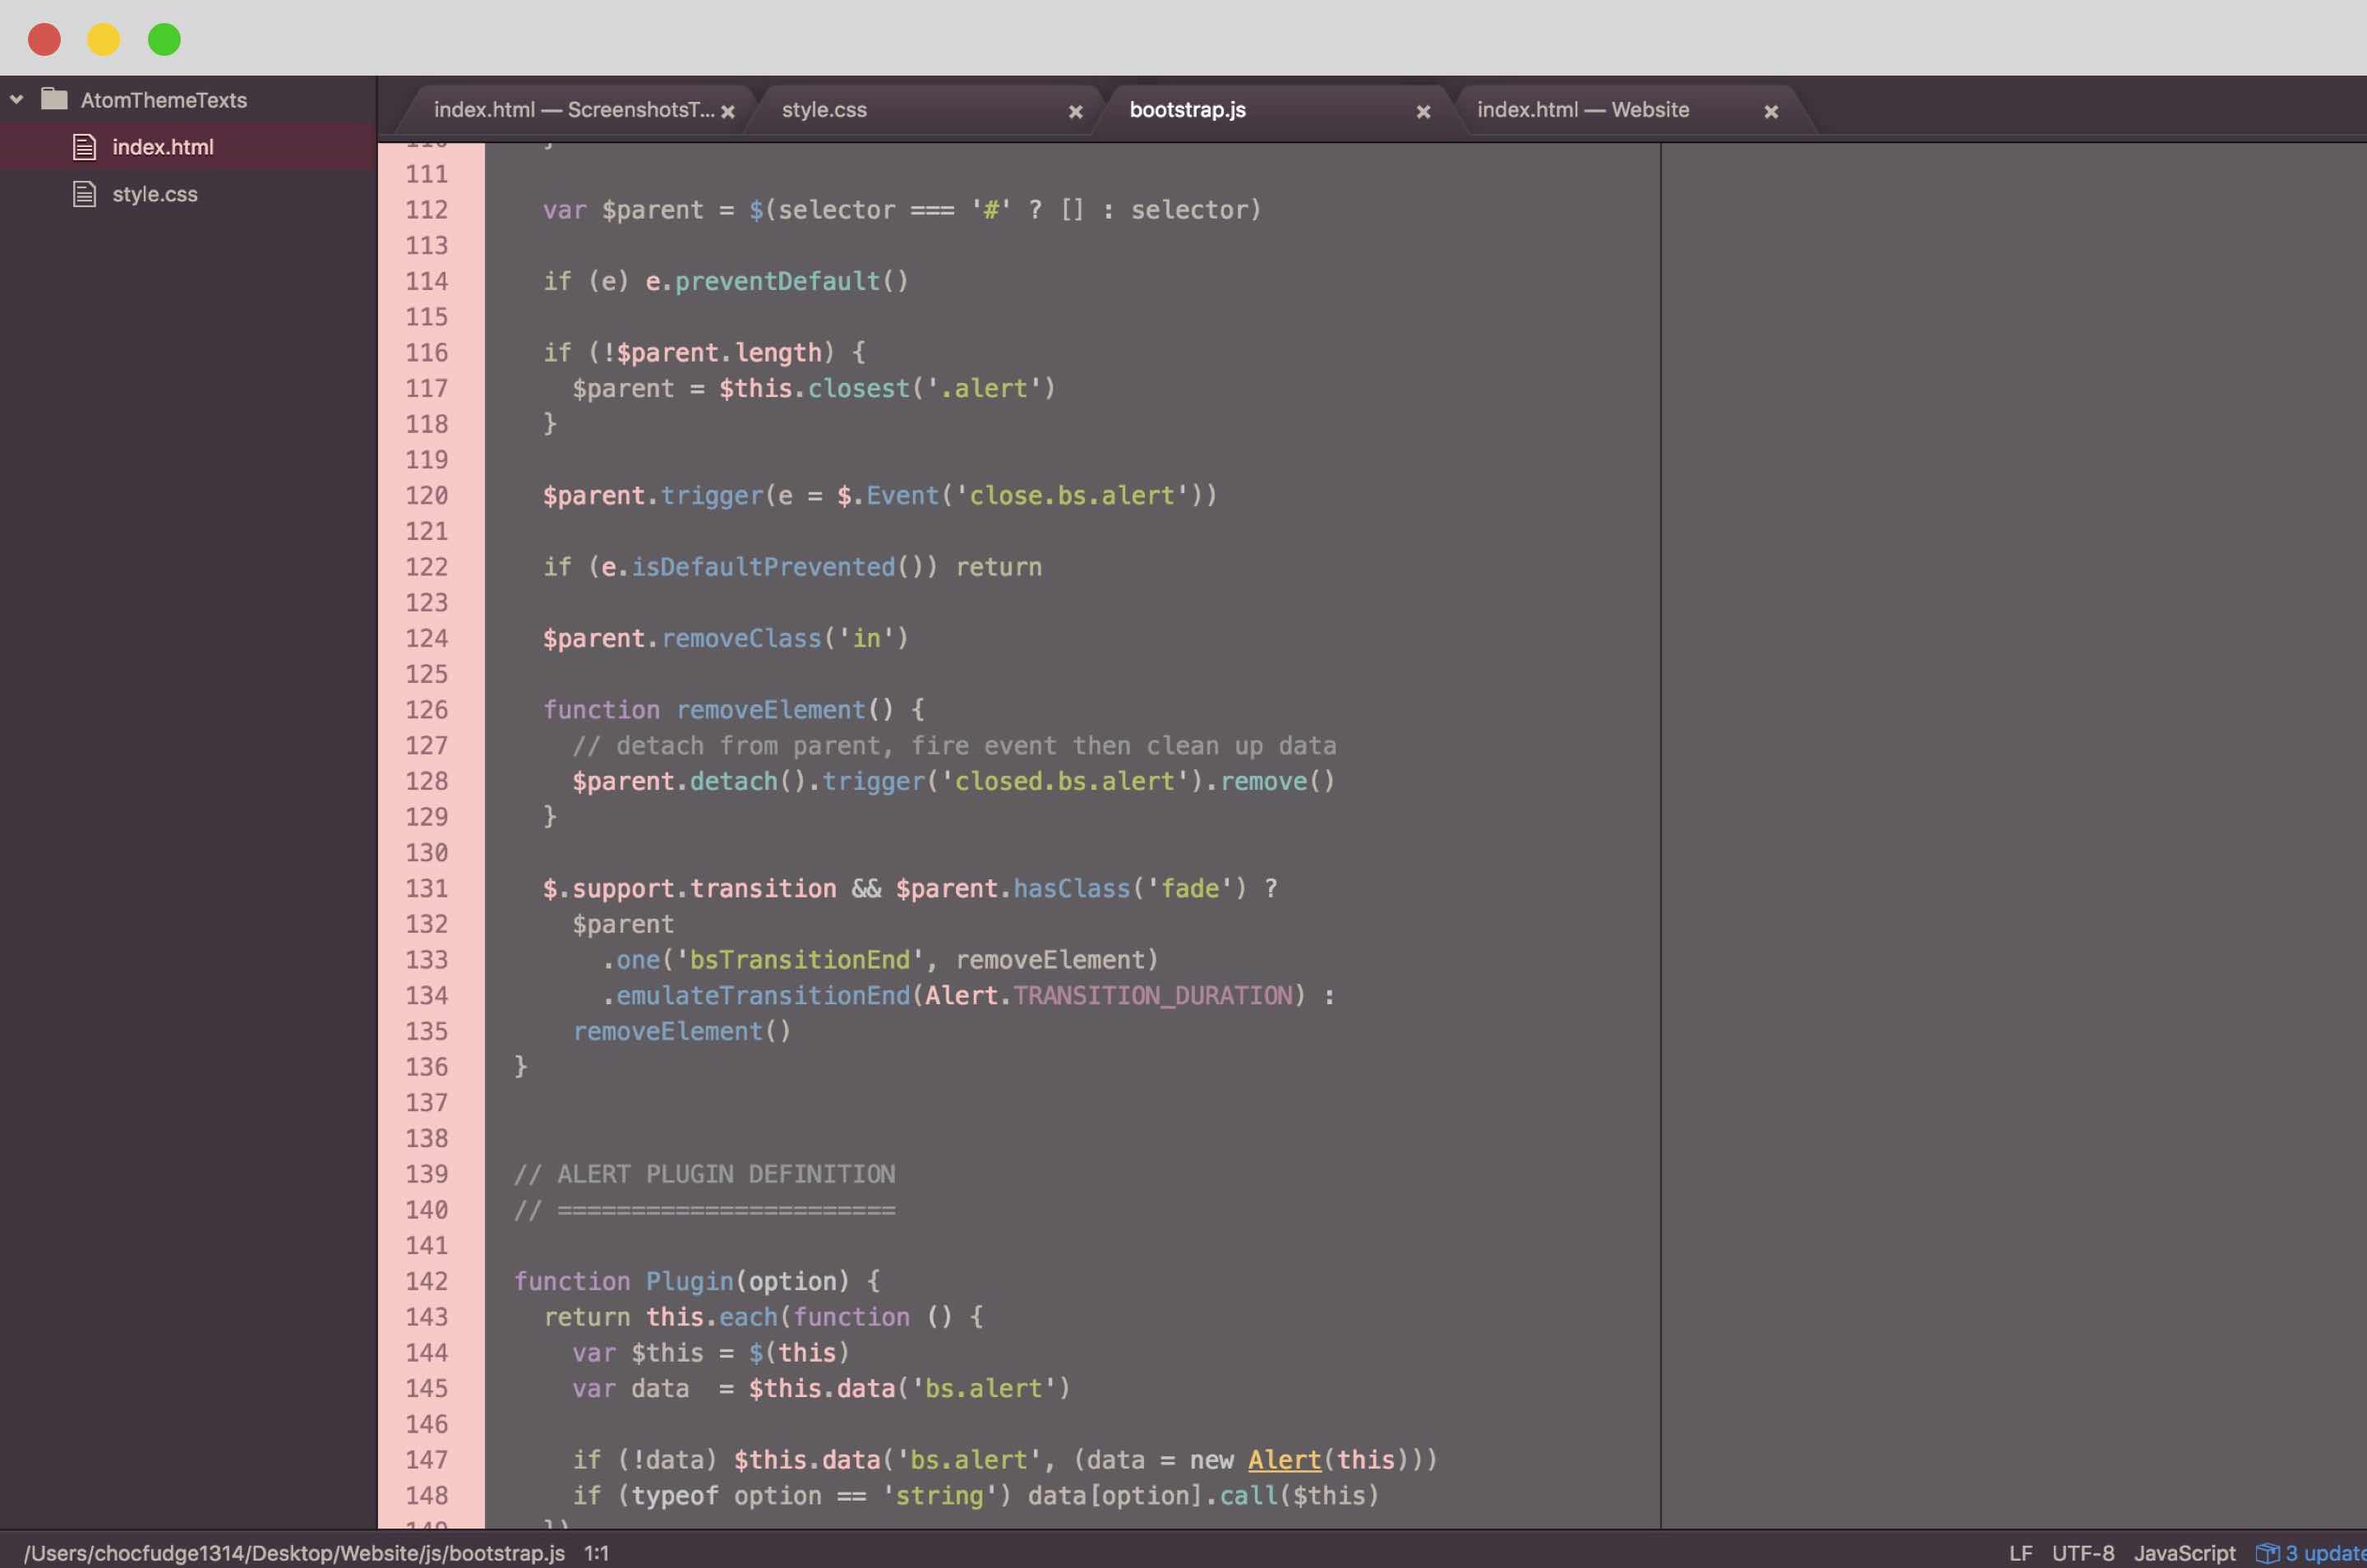 AtomThemeTexts
index.html
style.css
index.html — ScreenshotsT...
style.css
bootstrap.js
index.html — Website
111
112 var $parent = $(selector === '#' ? [] : selector)
113
114 if (e) e.preventDefault()
115
116 if (!$parent.length) {
117 $parent = $this.closest('.alert')
118 }
119
120 $parent.trigger(e = $.Event('close.bs.alert'))
121
122 if (e.isDefaultPrevented()) return
123
124 $parent.removeClass('in')
125
126 function removeElement() {
127 // detach from parent, fire event then clean up data
128 $parent.detach().trigger('closed.bs.alert').remove()
129 }
130
131 $.support.transition && $parent.hasClass('fade') ?
132 $parent
133 .one('bsTransitionEnd', removeElement)
134 .emulateTransitionEnd(Alert.TRANSITION_DURATION) :
135 removeElement()
136 }
137
138
139 // ALERT PLUGIN DEFINITION
140 // =======================
141
142 function Plugin(option) {
143 return this.each(function () {
144 var $this = $(this)
145 var data  = $this.data('bs.alert')
146
147 if (!data) $this.data('bs.alert', (data = new Alert(this)))
148 if (typeof option == 'string') data[option].call($this)
/Users/chocfudge1314/Desktop/Website/js/bootstrap.js 1:1
LF UTF-8 JavaScript 3 update